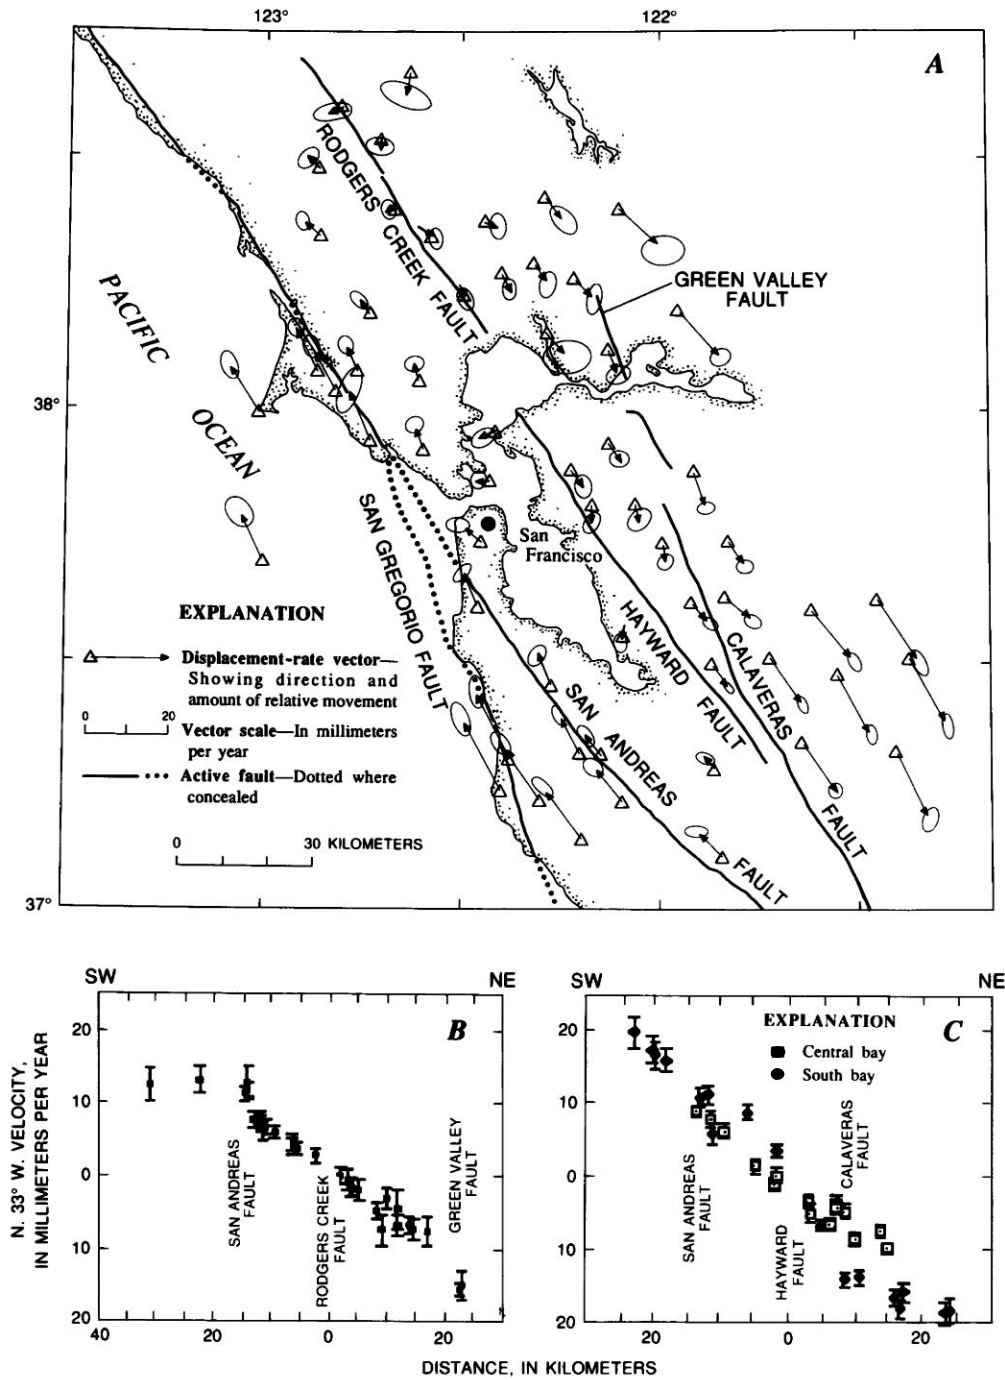 123°
122°
A
RODGERS CREEK FAULT
GREEN VALLEY
FAULT
PACIFIC
OCEAN
38°
San
Francisco
SAN GREGORIO FAULT
HAYWARD FAULT
CALAVERAS FAULT
SAN ANDREAS FAULT
EXPLANATION
Displacement-rate vector—
Showing direction and
amount of relative movement
0 20
Vector scale—In millimeters
per year
Active fault—Dotted where
concealed
0 30 KILOMETERS
37°
SW NE
B
N. 33° W. VELOCITY,
IN MILLIMETERS PER YEAR
20
10
0
10
20
SAN ANDREAS
FAULT
RODGERS CREEK
FAULT
GREEN VALLEY
FAULT
40 20 0 20
SW NE
C
EXPLANATION
Central bay
South bay
20
10
0
10
20
SAN ANDREAS
FAULT
HAYWARD
FAULT
CALAVERAS
FAULT
20 0 20
DISTANCE, IN KILOMETERS